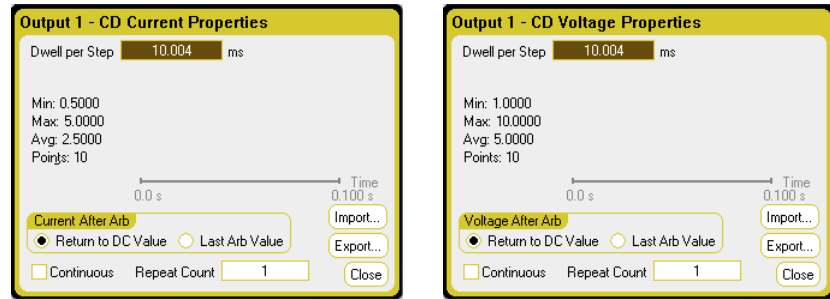 Output 1 - CD Current Properties
Dwell per Step 10.004 ms
Min: 0.5000
Max: 5.0000
Avg: 2.5000
Points: 10
Time
0.0 s 0.100 s
Current After Arb
Return to DC Value Last Arb Value
Continuous Repeat Count 1
Import...
Export...
Close
Output 1 - CD Voltage Properties
Dwell per Step 10.004 ms
Min: 1.0000
Max: 10.0000
Avg: 5.0000
Points: 10
Time
0.0 s 0.100 s
Voltage After Arb
Return to DC Value Last Arb Value
Continuous Repeat Count 1
Import...
Export...
Close